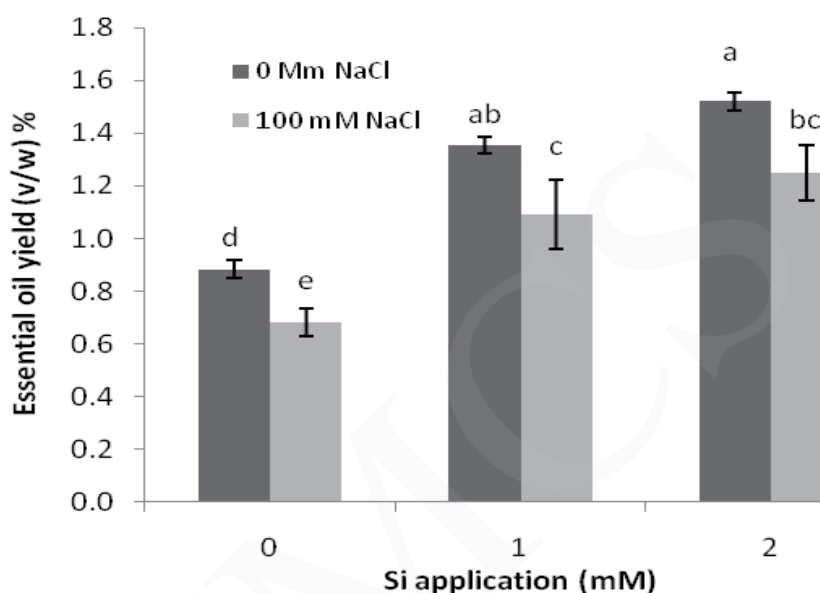 Essential oil yield (v/w) %
1.8
1.6
1.4
1.2
1.0
0.8
0.6
0.4
0.2
0.0
0 Mm NaCl
100 mM NaCl
d
e
ab
c
a
bc
0
1
2
Si application (mM)
MCS